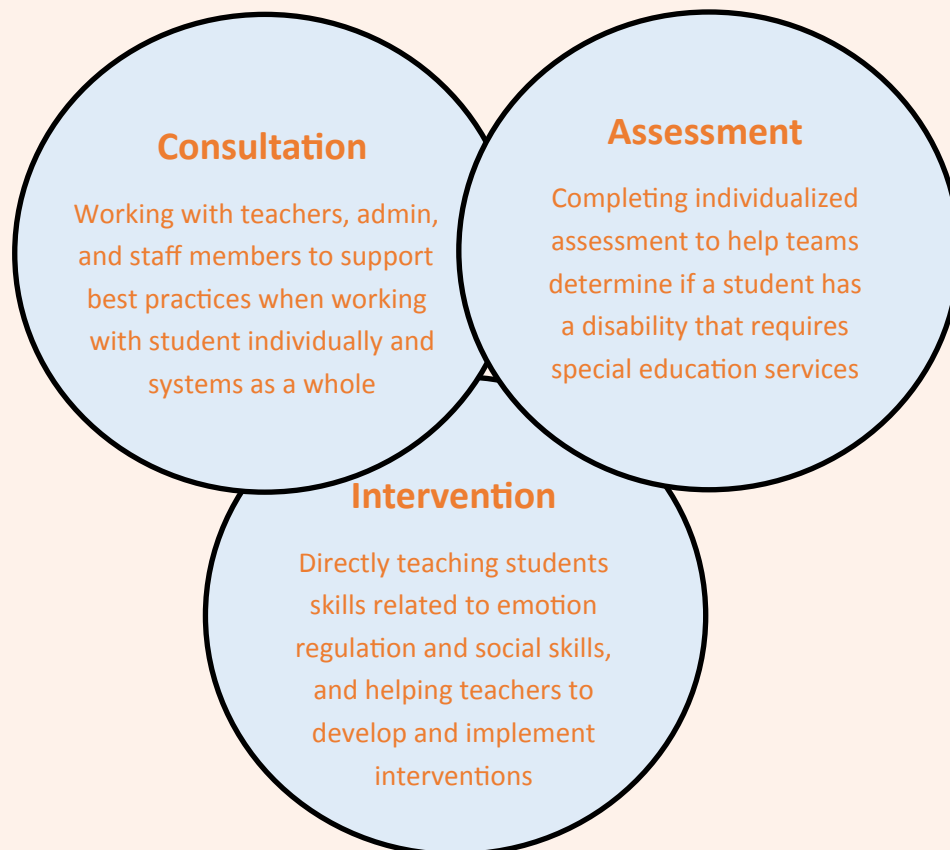 Consultation
Working with teachers, admin,
and staff members to support
best practices when working
with student individually and
systems as a whole
Assessment
Completing individualized
assessment to help teams
determine if a student has
a disability that requires
special education services
Intervention
Directly teaching students
skills related to emotion
regulation and social skills,
and helping teachers to
develop and implement
interventions